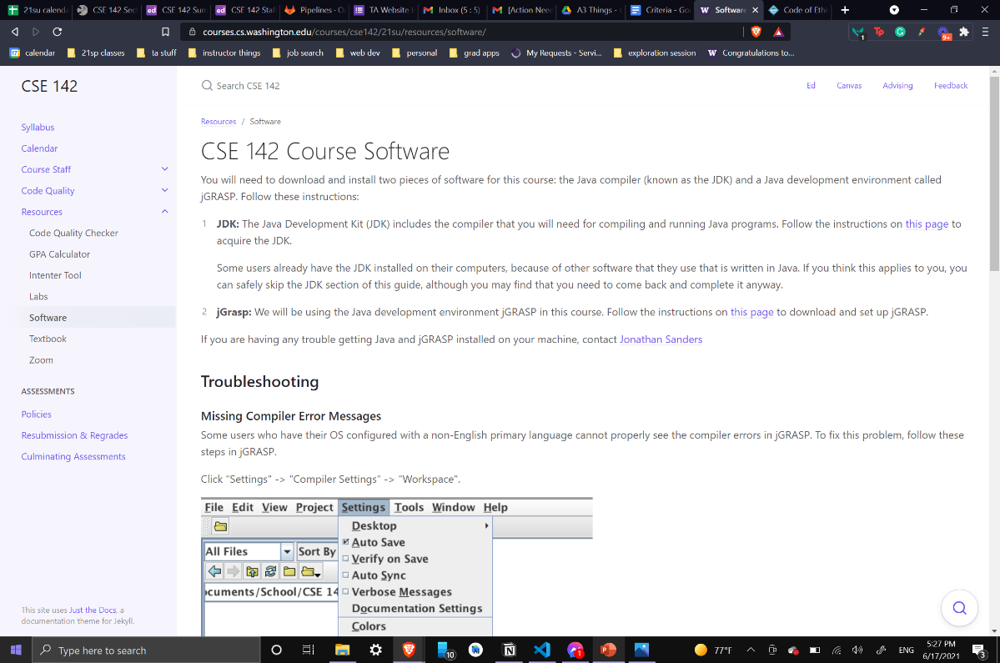 21su calenda
CSE 142 Sec
CSE 142 Sum
CSE 142 Staf
Pipelines · O
TA Website I
Inbox (5 : 5)
[Action Nee
A3 Things - G
Criteria - Goo
Software
Code of Ethi
courses.cs.washington.edu/courses/cse142/21su/resources/software/
calendar
21sp classes
ta stuff
instructor things
job search
web dev
personal
grad apps
My Requests - Servi...
exploration session
Congratulations to...
CSE 142
Search CSE 142
Ed
Canvas
Advising
Feedback
Syllabus
Calendar
Course Staff
Code Quality
Resources
Code Quality Checker
GPA Calculator
Intenter Tool
Labs
Software
Textbook
Zoom
ASSESSMENTS
Policies
Resubmission & Regrades
Culminating Assessments
This site uses Just the Docs, a
documentation theme for Jekyll.
Resources / Software
CSE 142 Course Software
You will need to download and install two pieces of software for this course: the Java compiler (known as the JDK) and a Java development environment called
jGRASP. Follow these instructions:
1 JDK: The Java Development Kit (JDK) includes the compiler that you will need for compiling and running Java programs. Follow the instructions on this page to
acquire the JDK.
Some users already have the JDK installed on their computers, because of other software that they use that is written in Java. If you think this applies to you, you
can safely skip the JDK section of this guide, although you may find that you need to come back and complete it anyway.
2 jGrasp: We will be using the Java development environment jGRASP in this course. Follow the instructions on this page to download and set up jGRASP.
If you are having any trouble getting Java and jGRASP installed on your machine, contact Jonathan Sanders
Troubleshooting
Missing Compiler Error Messages
Some users who have their OS configured with a non-English primary language cannot properly see the compiler errors in jGRASP. To fix this problem, follow these
steps in jGRASP.
Click "Settings" -> "Compiler Settings" -> "Workspace".
File Edit View Project Settings Tools Window Help
Desktop
Auto Save
Verify on Save
Auto Sync
Verbose Messages
Documentation Settings
Colors
All Files
Sort By
cuments/School/CSE 14
Type here to search
10
1
77°F
ENG
5:27 PM
6/17/2021
3